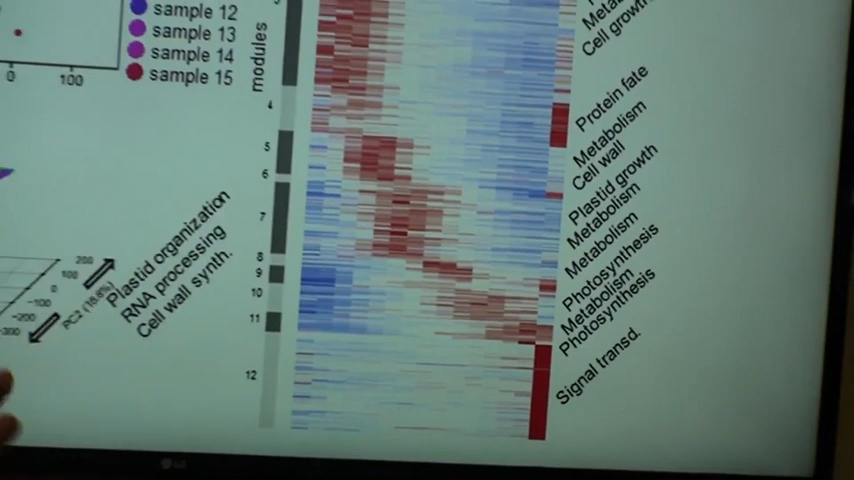 sample 12
sample 13
sample 14
sample 15
0
100
modules
4
5
6
7
8
9
10
11
12
Cell growth
Protein fate
Metabolism
Cell wall
Plastid growth
Metabolism
Metabolism
Photosynthesis
Metabolism
Photosynthesis
Signal transd.
Plastid organization
RNA processing
Cell wall synth.
200
100
0
-100
-200
-300
LG